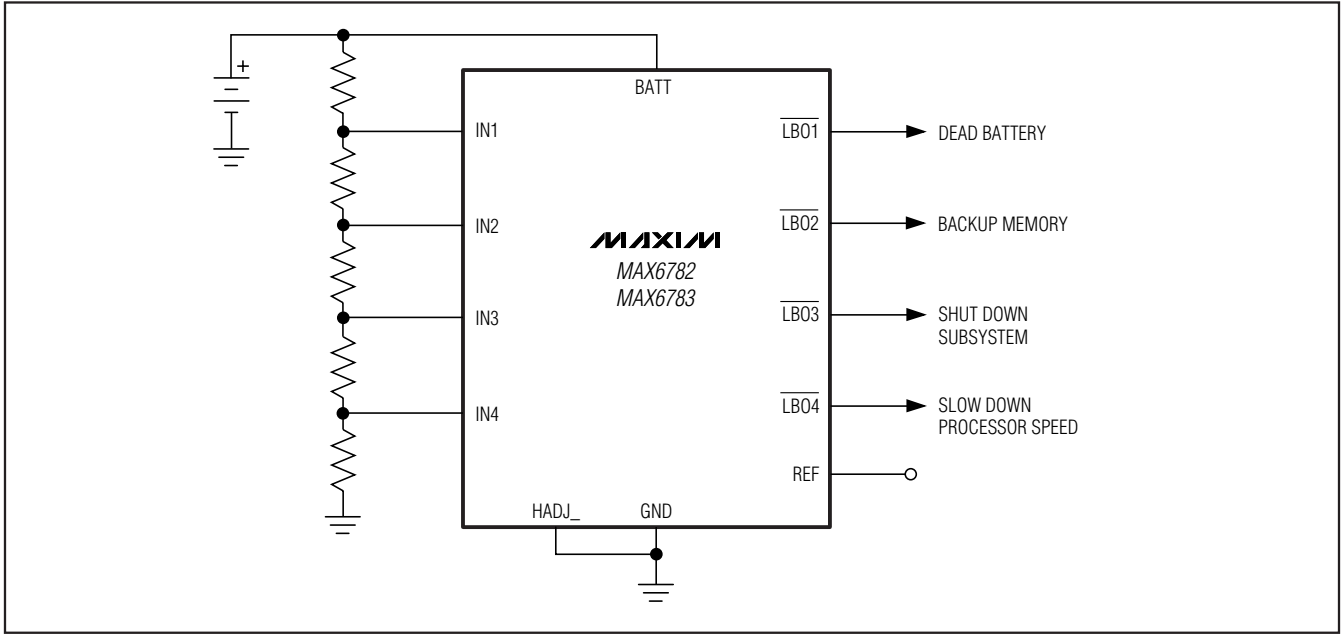 +
BATT
IN1
IN2
IN3
IN4
MAXIM
MAX6782
MAX6783
LBO1
LBO2
LBO3
LBO4
REF
HADJ_
GND
DEAD BATTERY
BACKUP MEMORY
SHUT DOWN
SUBSYSTEM
SLOW DOWN
PROCESSOR SPEED